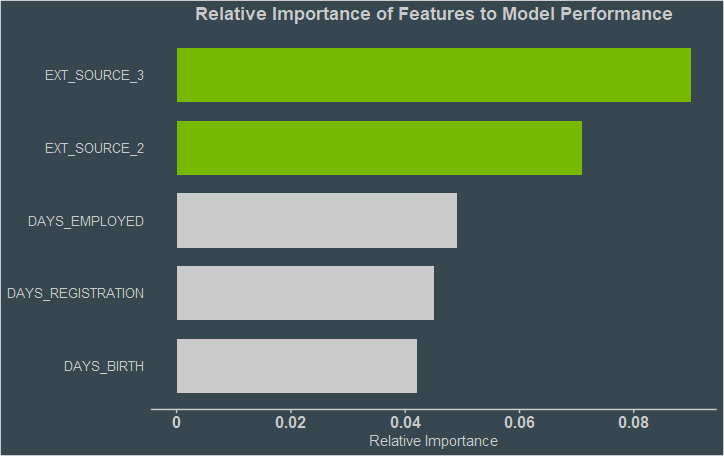 Relative Importance of Features to Model Performance
EXT_SOURCE_3
EXT_SOURCE_2
DAYS_EMPLOYED
DAYS_REGISTRATION
DAYS_BIRTH
0 0.02 0.04 0.06 0.08
Relative Importance